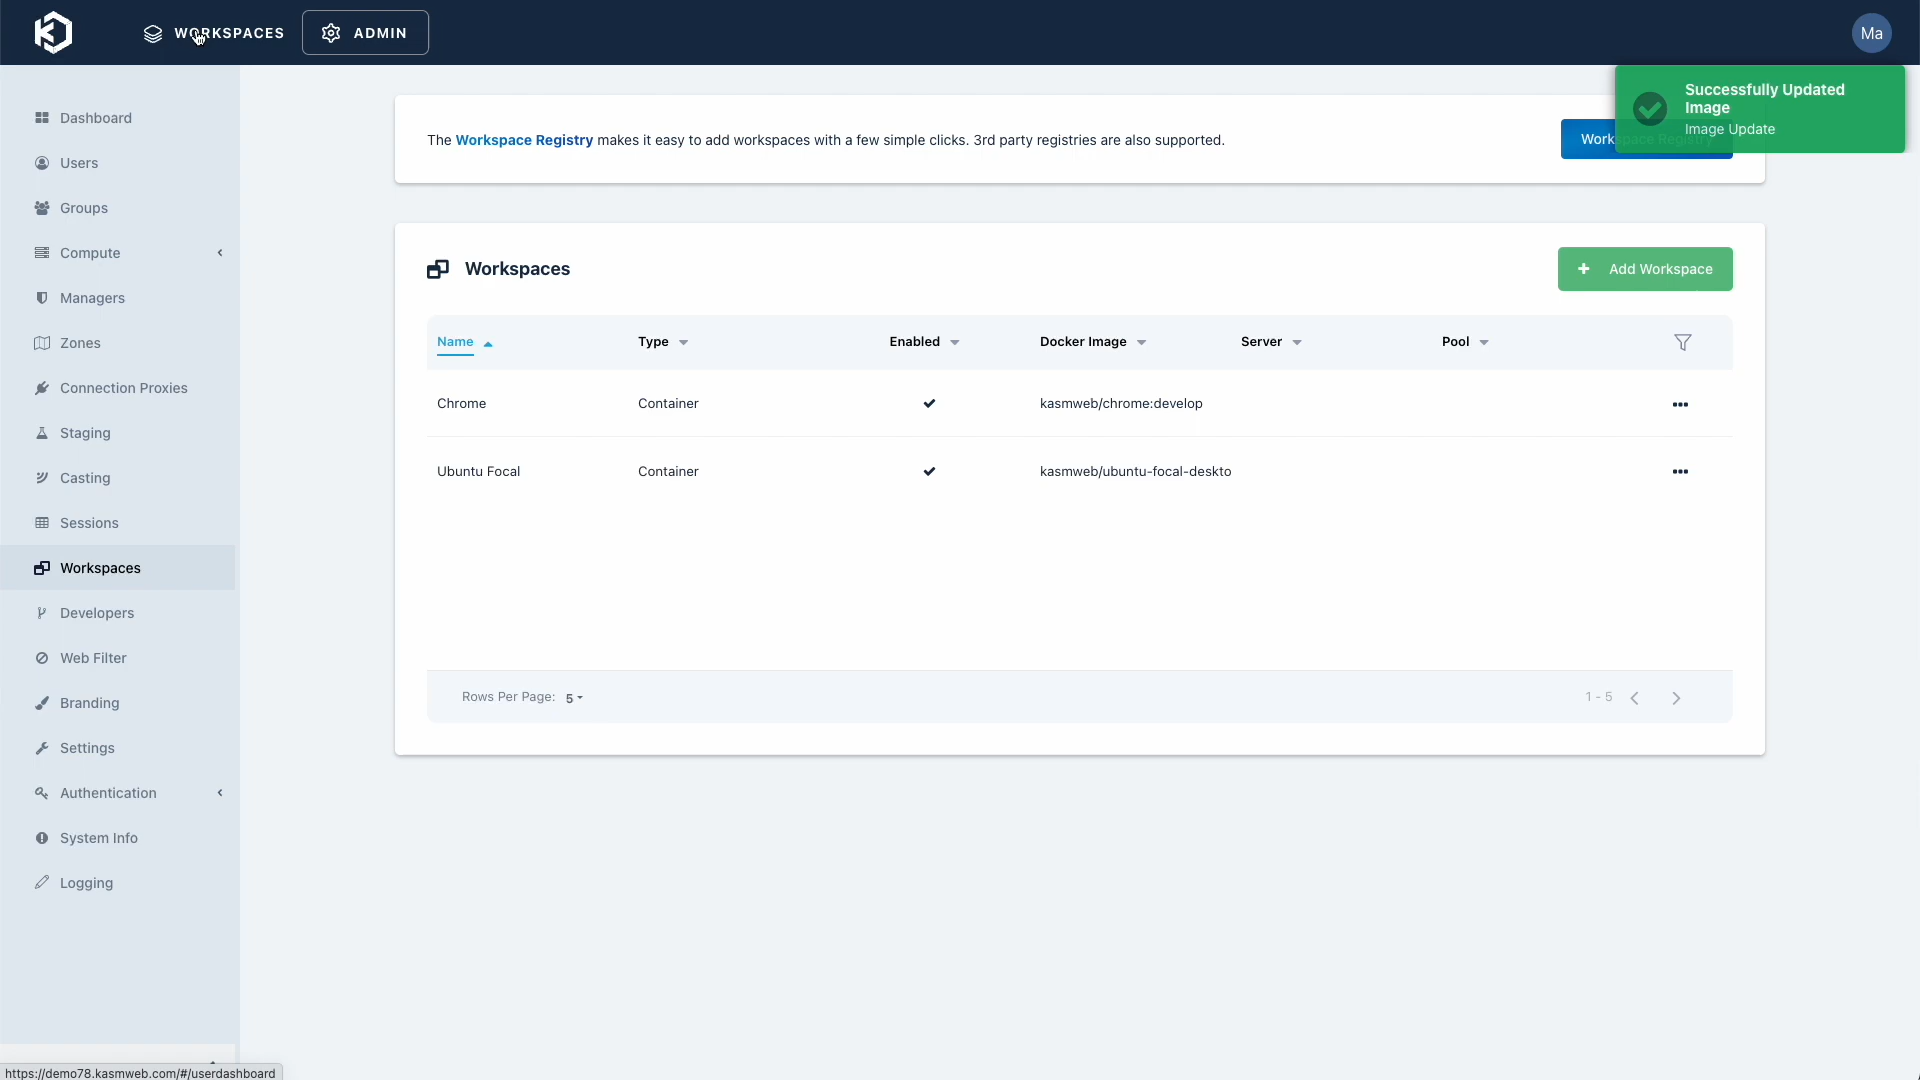 WORKSPACES
ADMIN
Ma
Successfully Updated
Image
Image Update
Dashboard
Users
Groups
Compute
Managers
Zones
Connection Proxies
Staging
Casting
Sessions
Workspaces
Developers
Web Filter
Branding
Settings
Authentication
System Info
Logging
The Workspace Registry makes it easy to add workspaces with a few simple clicks. 3rd party registries are also supported.
Workspace Registry
Workspaces
Add Workspace
Name Type Enabled Docker Image Server Pool
Chrome Container kasmweb/chrome:develop
Ubuntu Focal Container kasmweb/ubuntu-focal-deskto
Rows Per Page: 5
1 - 5
https://demo78.kasmweb.com/#/userdashboard